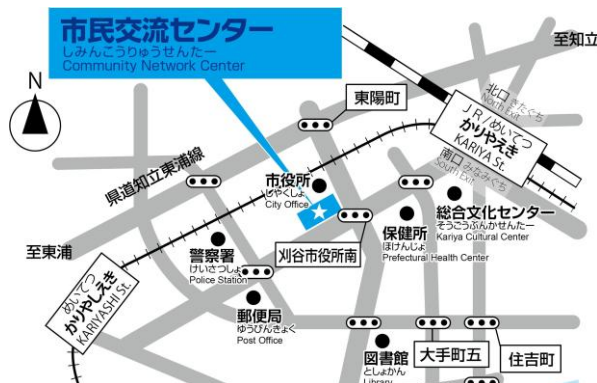 市民交流センター
しみんこうりゅうせんたー
Community Network Center
至知立
N
東陽町
北口 きたぐち
North Exit
JR/めいてつ
かりやえき
KARIYA St.
南口 みなみぐち
South Exit
県道知立東浦線
市役所
しやくしょ
City Office
総合文化センター
そうごうぶんかせんたー
Kariya Cultural Center
保健所
ほけんじょ
Prefectural Health Center
刈谷市役所南
至東浦
警察署
けいさつしょ
Police Station
めいてつ
かりやしえき
KARIYASHI St.
郵便局
ゆうびんきょく
Post Office
図書館
としょかん
Library
大手町五
住吉町